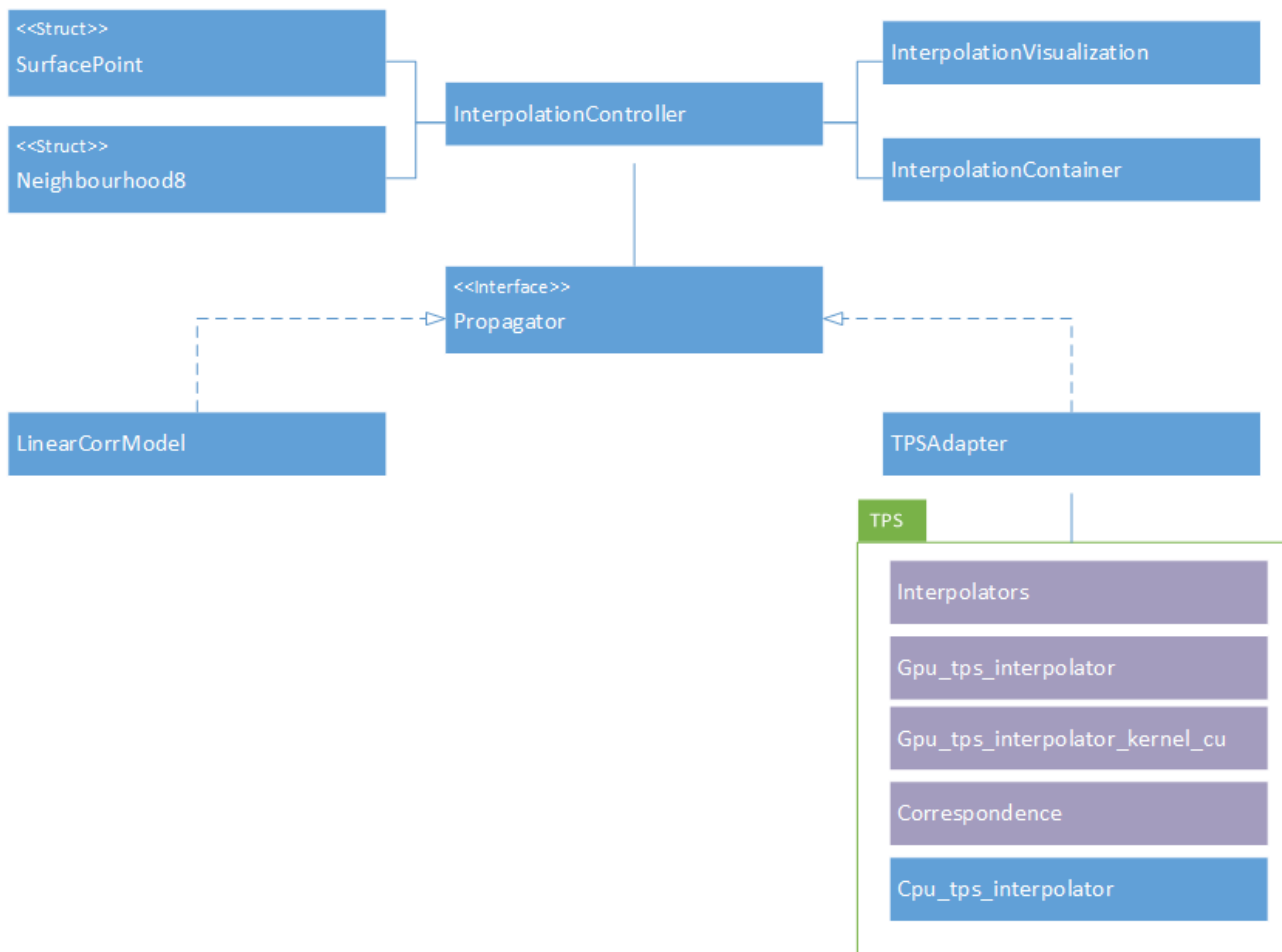 <<Struct>>
SurfacePoint
<<Struct>>
Neighbourhood8
InterpolationController
InterpolationVisualization
InterpolationContainer
<<Interface>>
Propagator
LinearCorrModel
TPSAdapter
TPS
Interpolators
Gpu_tps_interpolator
Gpu_tps_interpolator_kernel_cu
Correspondence
Cpu_tps_interpolator